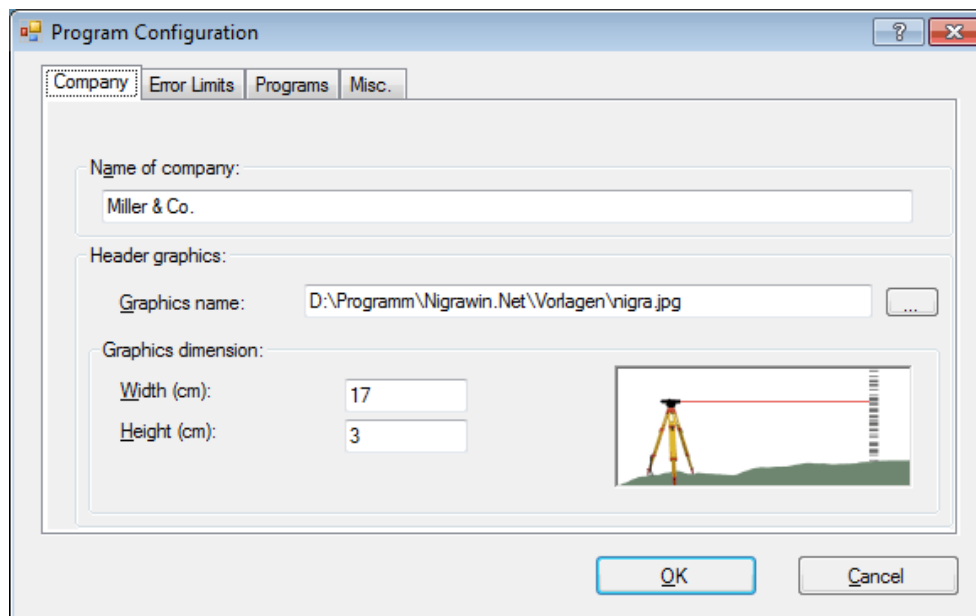 Program Configuration
Company Error Limits Programs Misc.
Name of company:
Miller & Co.
Header graphics:
Graphics name: D:\Programm\Nigrawin.Net\Vorlagen\nigra.jpg ...
Graphics dimension:
Width (cm): 17
Height (cm): 3
OK Cancel